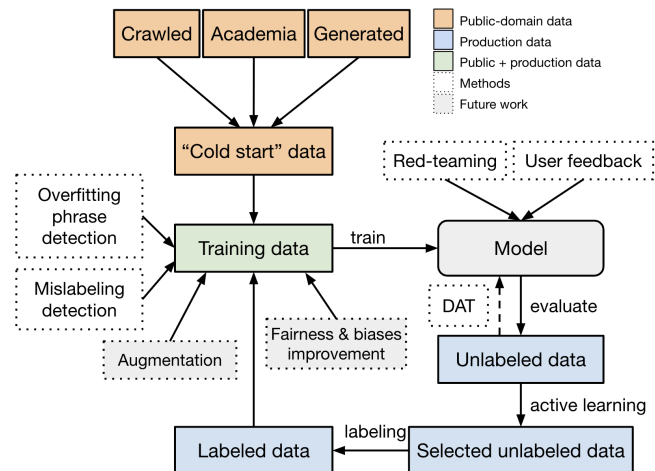 Crawled
Academia
Generated
Public-domain data
Production data
Public + production data
Methods
Future work
“Cold start” data
Red-teaming
User feedback
Overfitting
phrase
detection
Training data
train
Model
Mislabeling
detection
DAT
evaluate
Augmentation
Fairness & biases
improvement
Unlabeled data
active learning
labeling
Labeled data
Selected unlabeled data